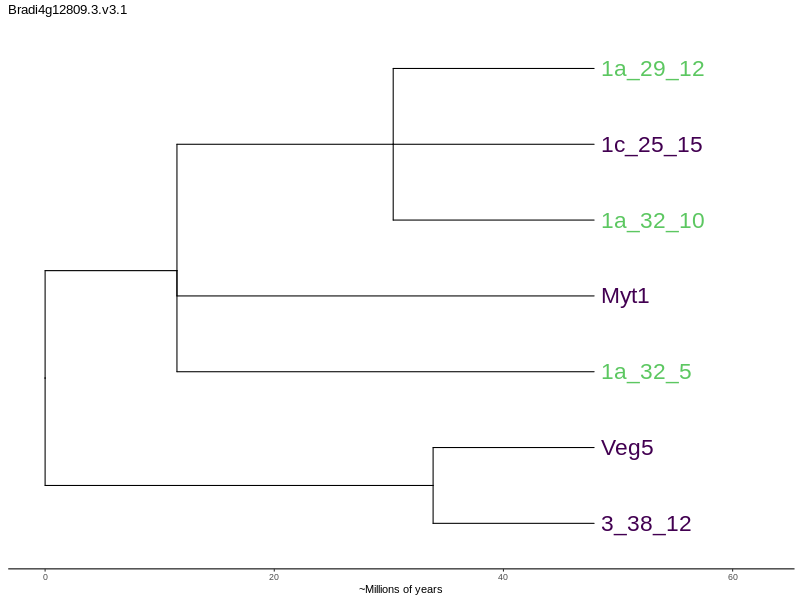 Bradi4g12809.3.v3.1
1a_29_12
1c_25_15
1a_32_10
Myt1
1a_32_5
Veg5
3_38_12
0 20 40 60
~Millions of years